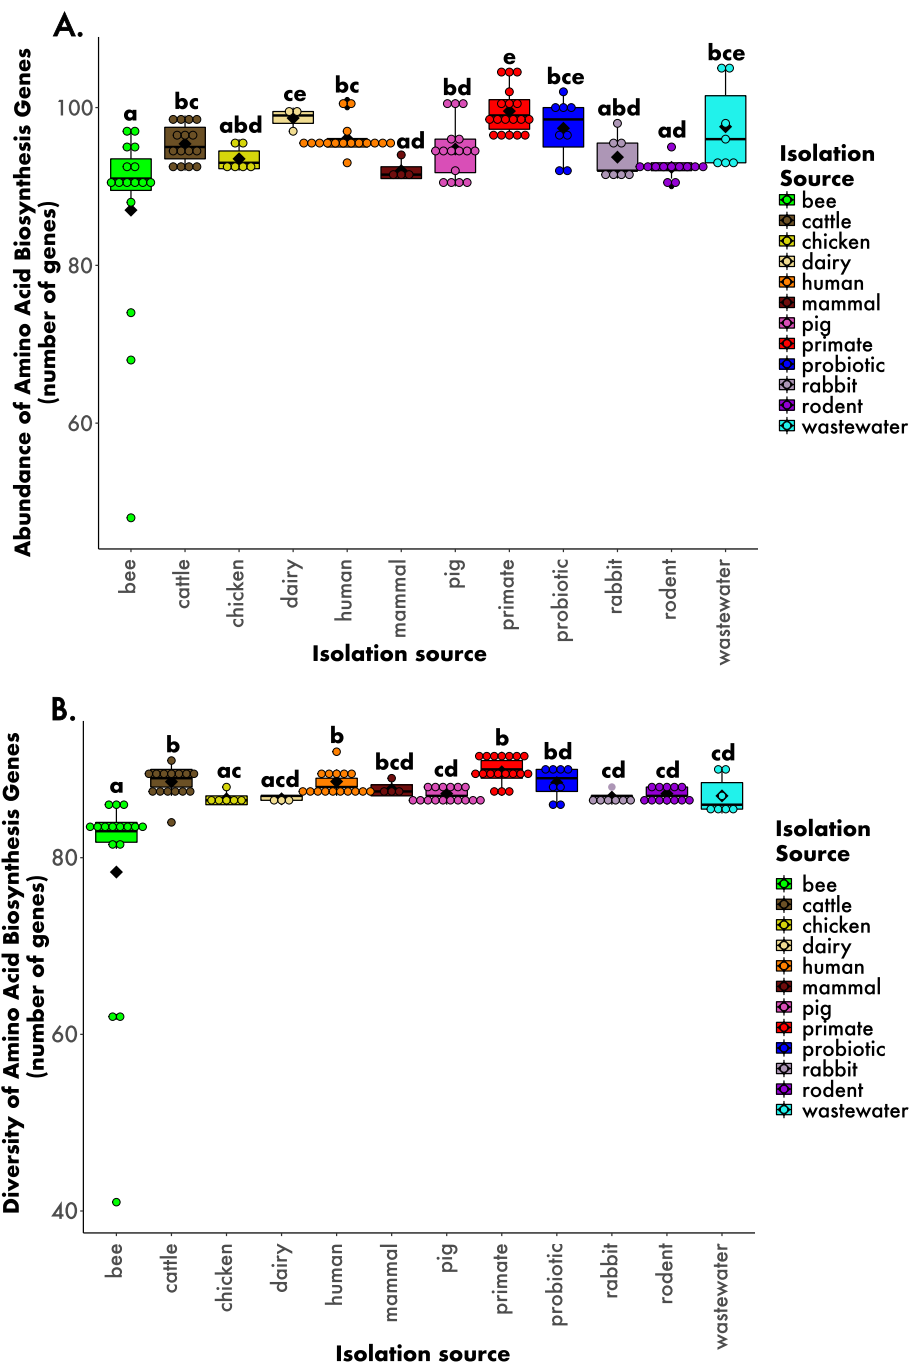 A.
Abundance of Amino Acid Biosynthesis Genes
(number of genes)
100
80
60
a
bc
abd
ce
bc
ad
bd
e
bce
abd
ad
bce
bee
cattle
chicken
dairy
human
mammal
pig
primate
probiotic
rabbit
rodent
wastewater
Isolation source
Isolation
Source
bee
cattle
chicken
dairy
human
mammal
pig
primate
probiotic
rabbit
rodent
wastewater
B.
Diversity of Amino Acid Biosynthesis Genes
(number of genes)
80
60
40
a
b
ac
acd
b
bcd
cd
b
bd
cd
cd
cd
bee
cattle
chicken
dairy
human
mammal
pig
primate
probiotic
rabbit
rodent
wastewater
Isolation source
Isolation
Source
bee
cattle
chicken
dairy
human
mammal
pig
primate
probiotic
rabbit
rodent
wastewater